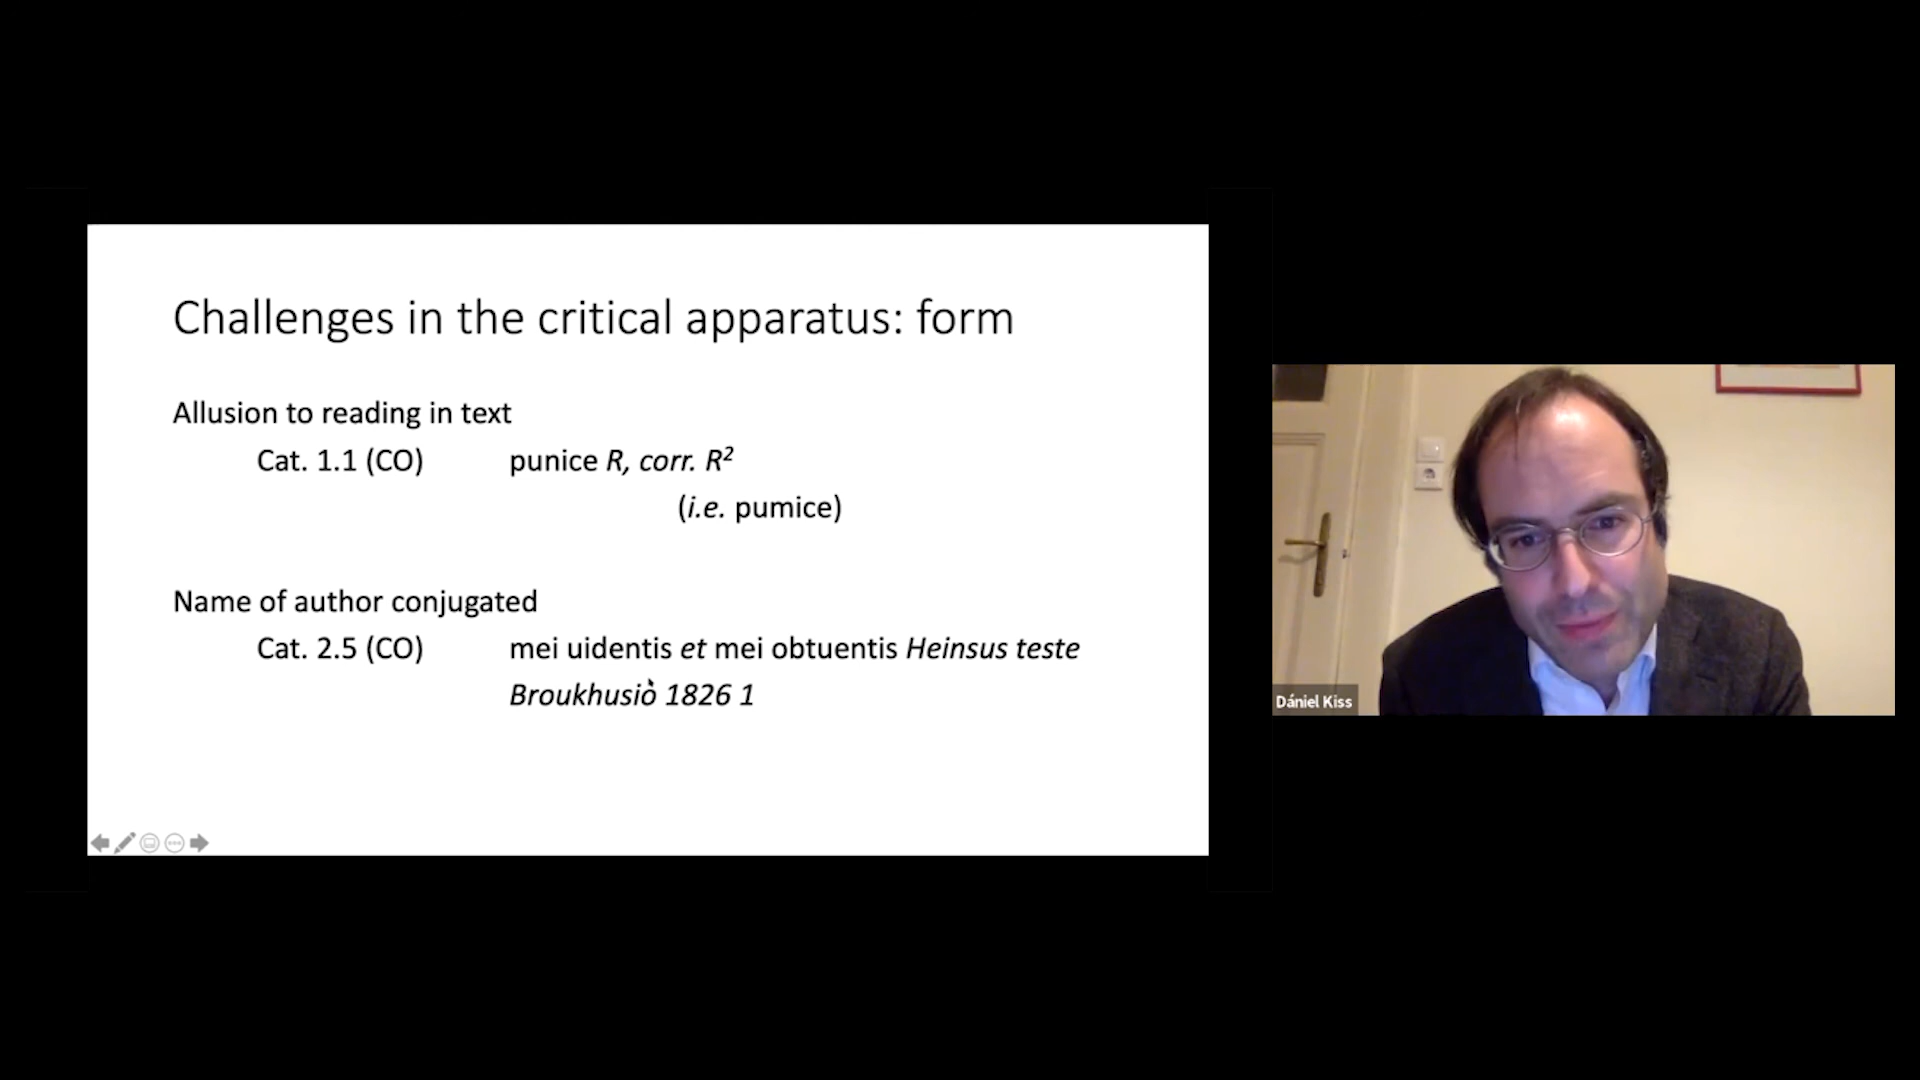 Challenges in the critical apparatus: form
Allusion to reading in text
Cat. 1.1 (CO) punice R, corr. R²
(i.e. pumice)
Name of author conjugated
Cat. 2.5 (CO) mei uidentis et mei obtuentis Heinsus teste
Broukhusio 1826 1
Dániel Kiss